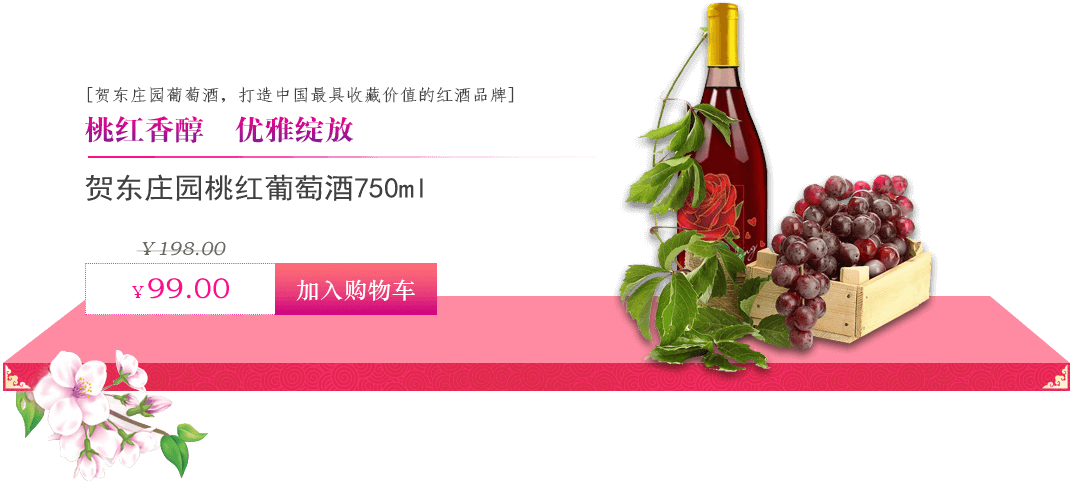 [贺东庄园葡萄酒，打造中国最具收藏价值的红酒品牌]
桃红香醇 优雅绽放
贺东庄园桃红葡萄酒750ml
¥198.00
¥99.00 加入购物车